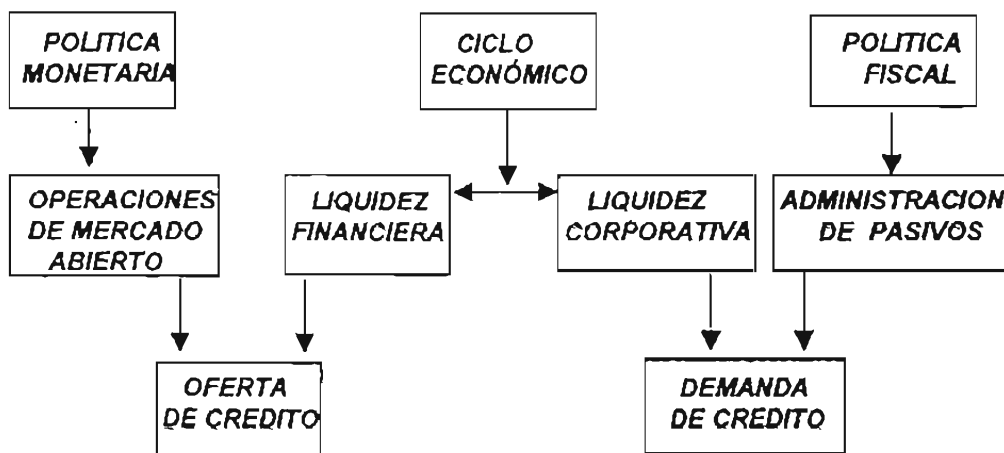 POLITICA
MONETARIA
CICLO
ECONÓMICO
POLITICA
FISCAL
OPERACIONES
DE MERCADO
ABIERTO
LIQUIDEZ
FINANCIERA
LIQUIDEZ
CORPORATIVA
ADMINISTRACION
DE PASIVOS
OFERTA
DE CREDITO
DEMANDA
DE CREDITO